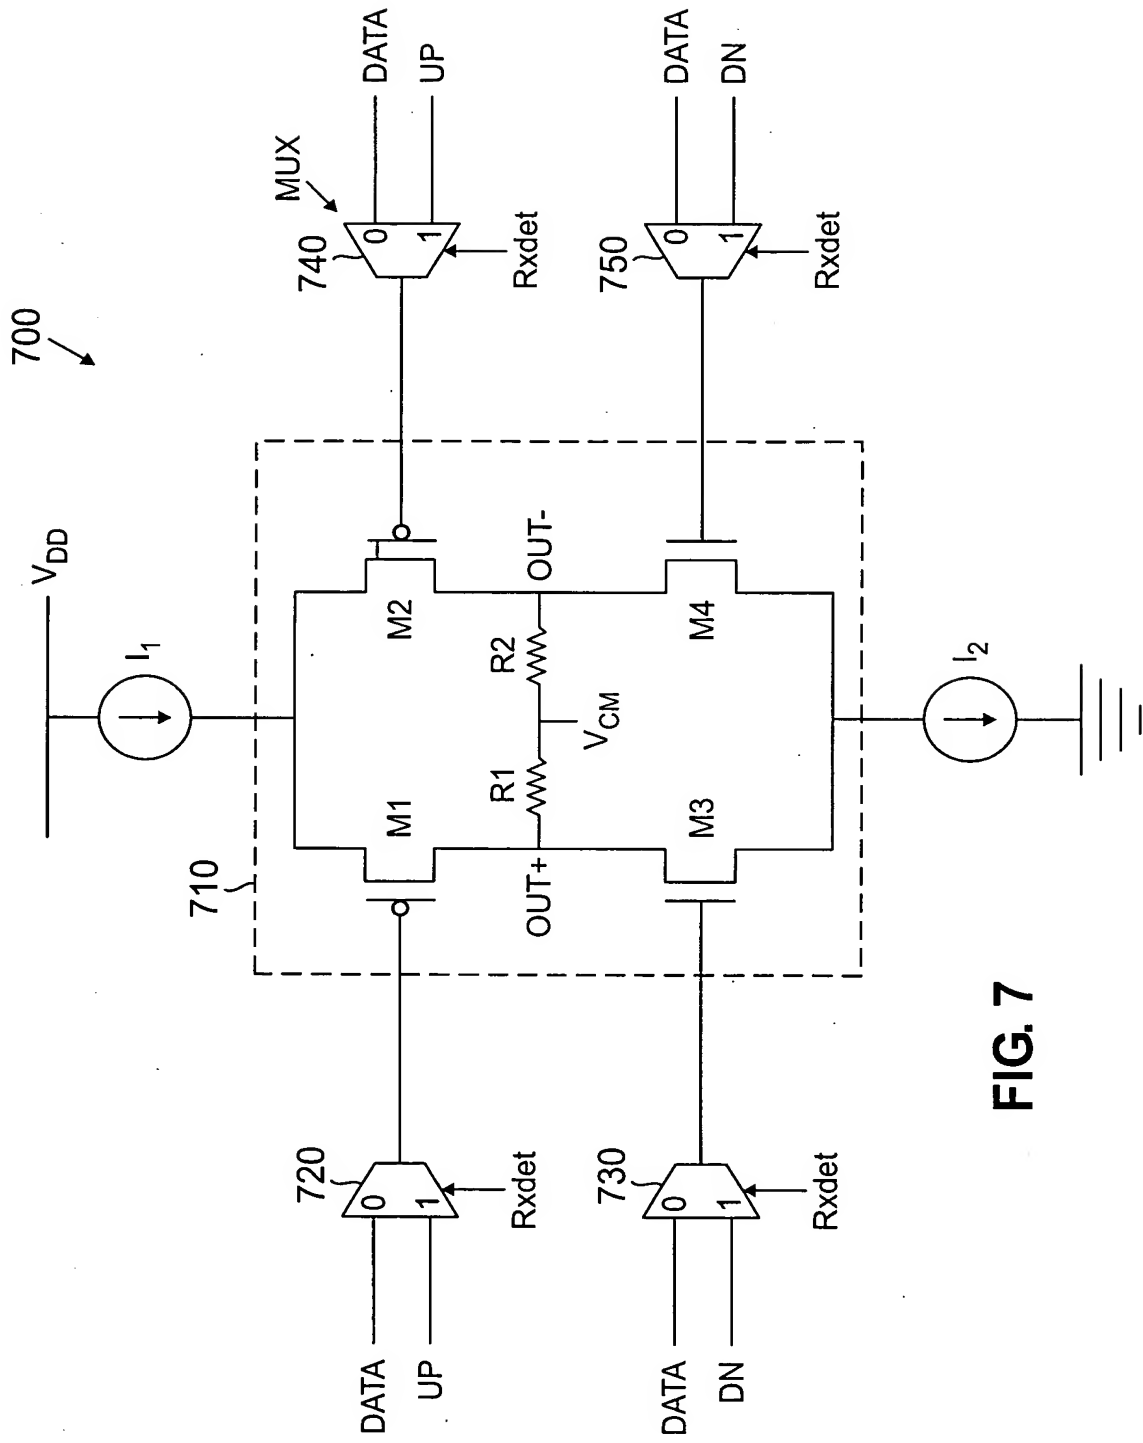 700
V_DD
I₁
710
DATA
UP
720
0
1
Rxdet
M1
M2
MUX
740
0
1
DATA
UP
Rxdet
OUT+
R1
V_CM
R2
OUT-
DATA
DN
730
0
1
Rxdet
M3
M4
750
0
1
DATA
DN
Rxdet
I₂
FIG. 7